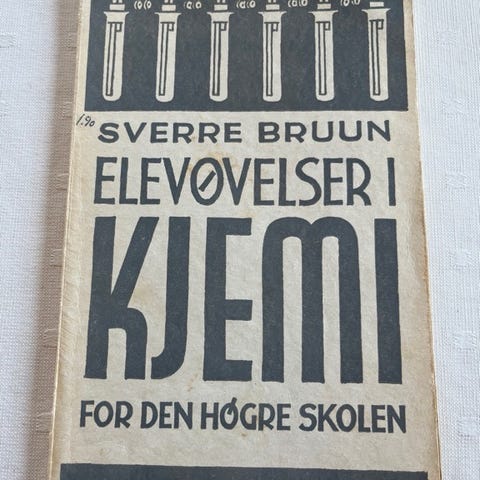 1.90
SVERRE BRUUN
ELEVØVELSER I
KJEMI
FOR DEN HØGRE SKOLEN